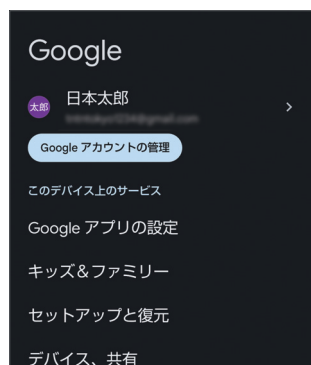 Google
太郎
日本太郎
Google アカウントの管理
このデバイス上のサービス
Google アプリの設定
キッズ＆ファミリー
セットアップと復元
デバイス、共有